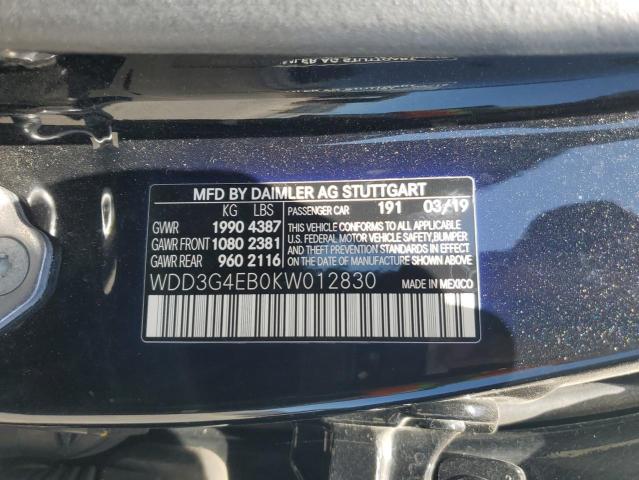 MFD BY DAIMLER AG STUTTGART
KG LBS PASSENGER CAR 191 03/19
GVWR 1990 4387
GAWR FRONT 1080 2381
GAWR REAR 960 2116
THIS VEHICLE CONFORMS TO ALL APPLICABLE
U.S. FEDERAL MOTOR VEHICLE SAFETY,BUMPER
AND THEFT PREVENTION STANDARDS IN EFFECT
ON THE DATE OF MANUFACTURE SHOWN ABOVE.
WDD3G4EB0KW012830 MADE IN MEXICO